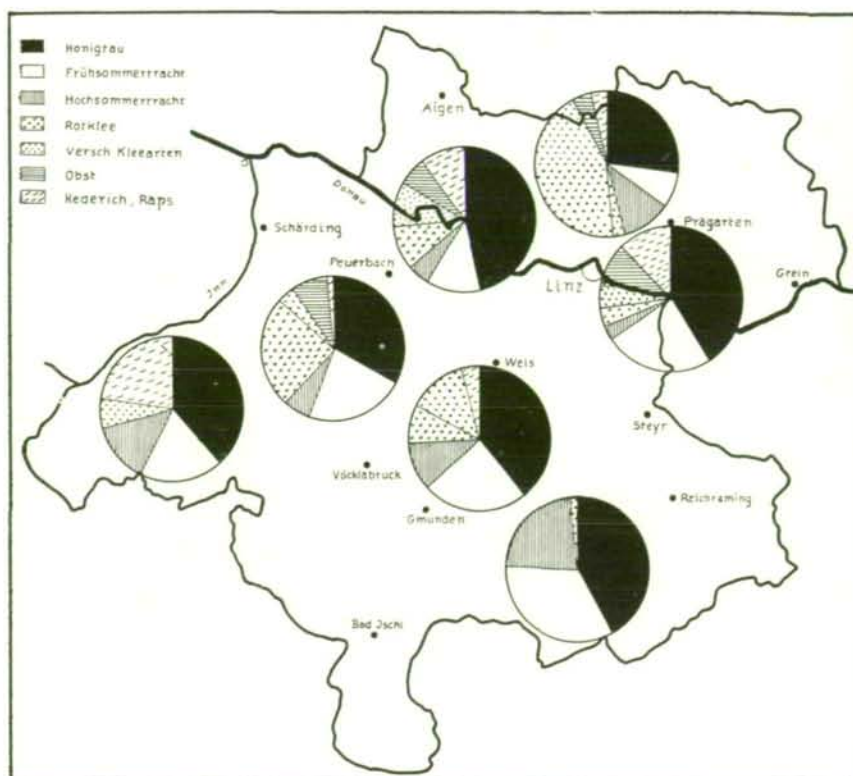 Honigtau
Frühsommertracht
Hochsommertracht
Rotklee
Versch Kleearten
Obst
Hederich, Raps
Aigen
Donau
Schärding
Prägarten
Peuerbach
Inn
Linz
Grein
Wels
Steyr
Vöcklabruck
Reichraming
Gmunden
Bad Ischl